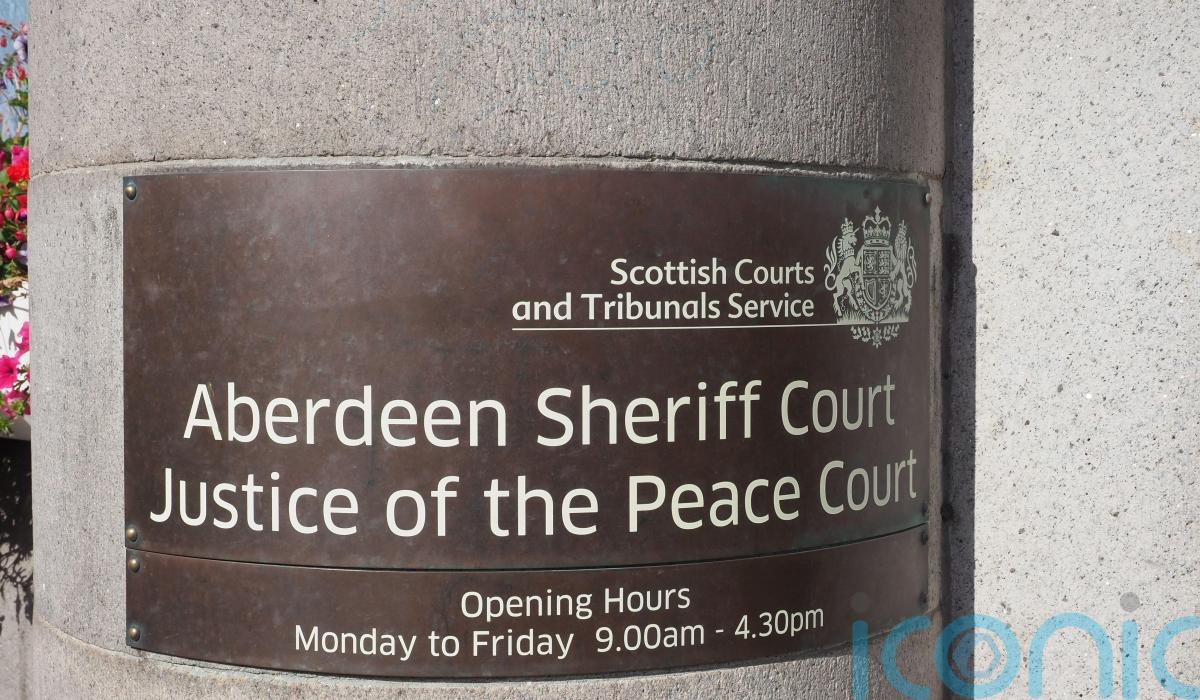 Scottish Courts
and Tribunals Service
Aberdeen Sheriff Court
Justice of the Peace Court
Opening Hours
Monday to Friday 9.00am - 4.30pm
iconic